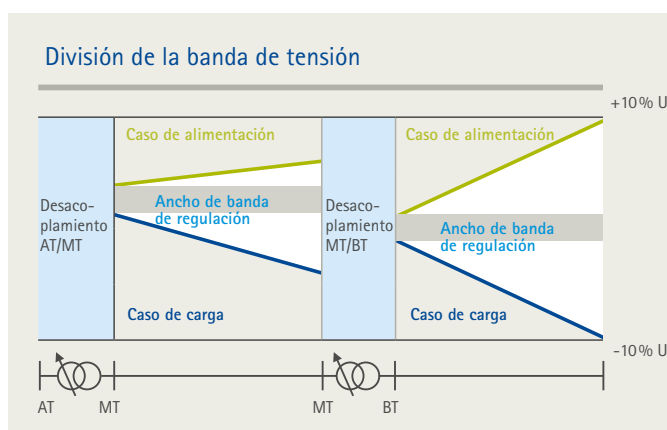 División de la banda de tensión
+10% U
Caso de alimentación
Caso de alimentación
Desaco-
plamiento
AT/MT
Ancho de banda
de regulación
Desaco-
plamiento
MT/BT
Ancho de banda
de regulación
Caso de carga
Caso de carga
-10% U
AT
MT
MT
BT